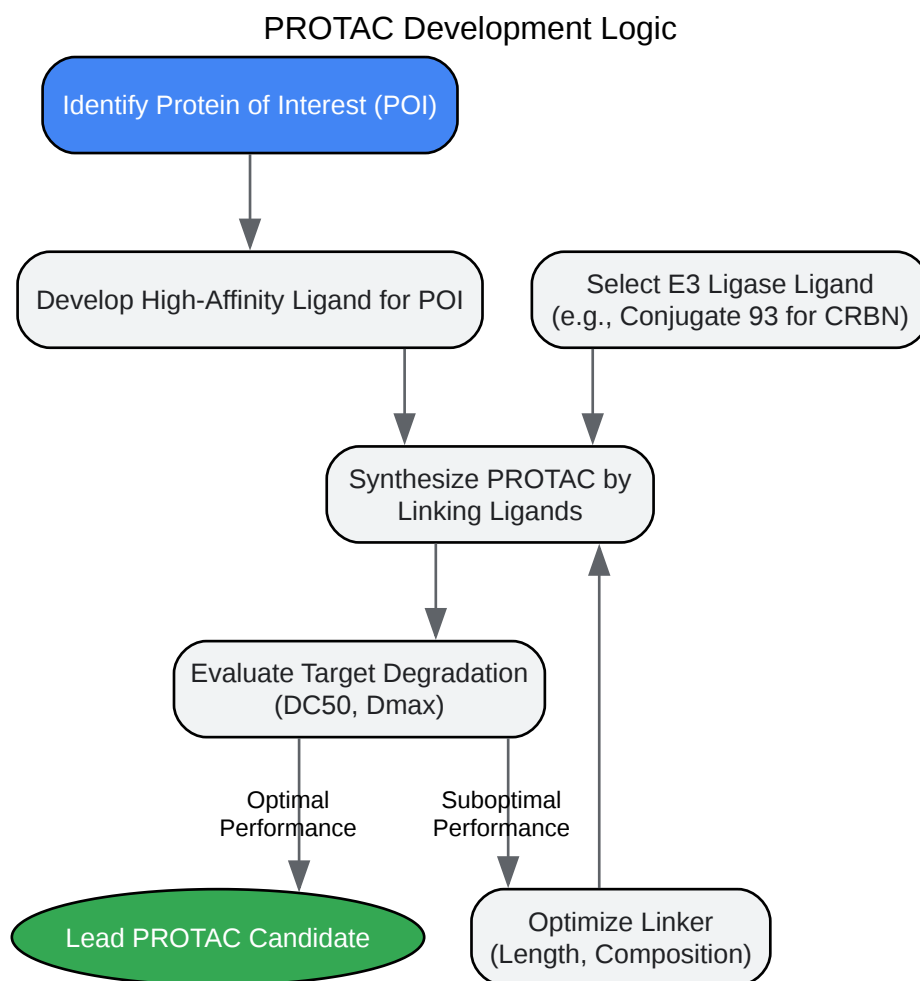 PROTAC Development Logic
Identify Protein of Interest (POI)
Develop High-Affinity Ligand for POI
Select E3 Ligase Ligand
(e.g., Conjugate 93 for CRBN)
Synthesize PROTAC by
Linking Ligands
Evaluate Target Degradation
(DC50, Dmax)
Optimal
Performance
Suboptimal
Performance
Lead PROTAC Candidate
Optimize Linker
(Length, Composition)